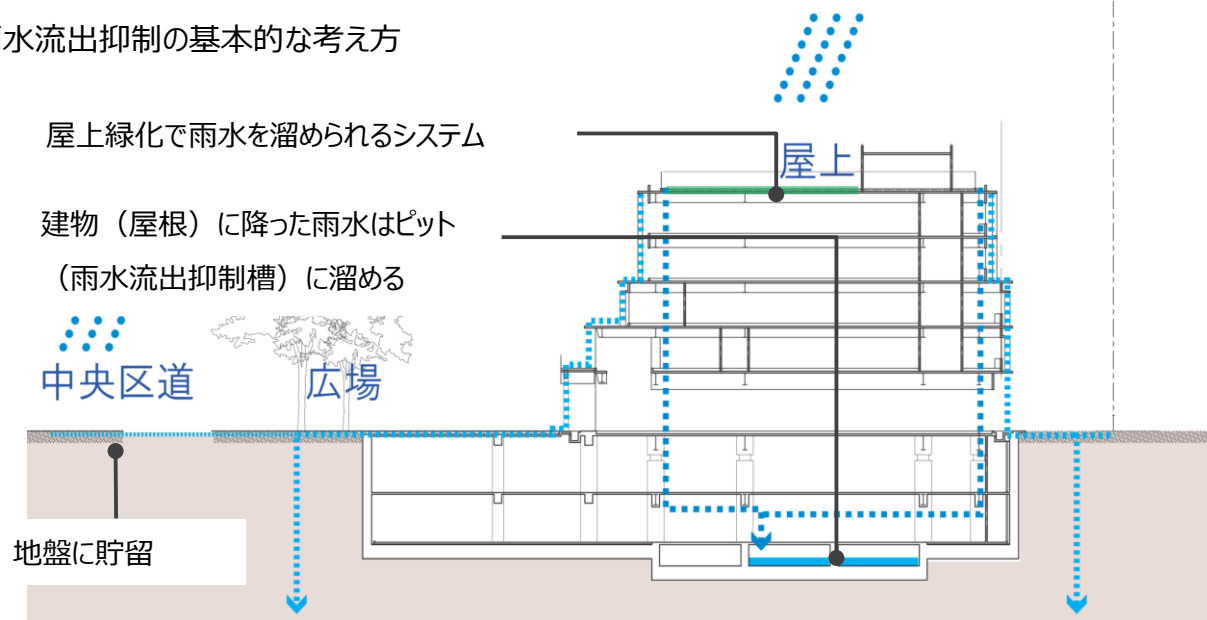 水流出抑制の基本的な考え方
屋上緑化で雨水を溜められるシステム
屋上
建物（屋根）に降った雨水はピット
（雨水流出抑制槽）に溜める
中央区道
広場
地盤に貯留